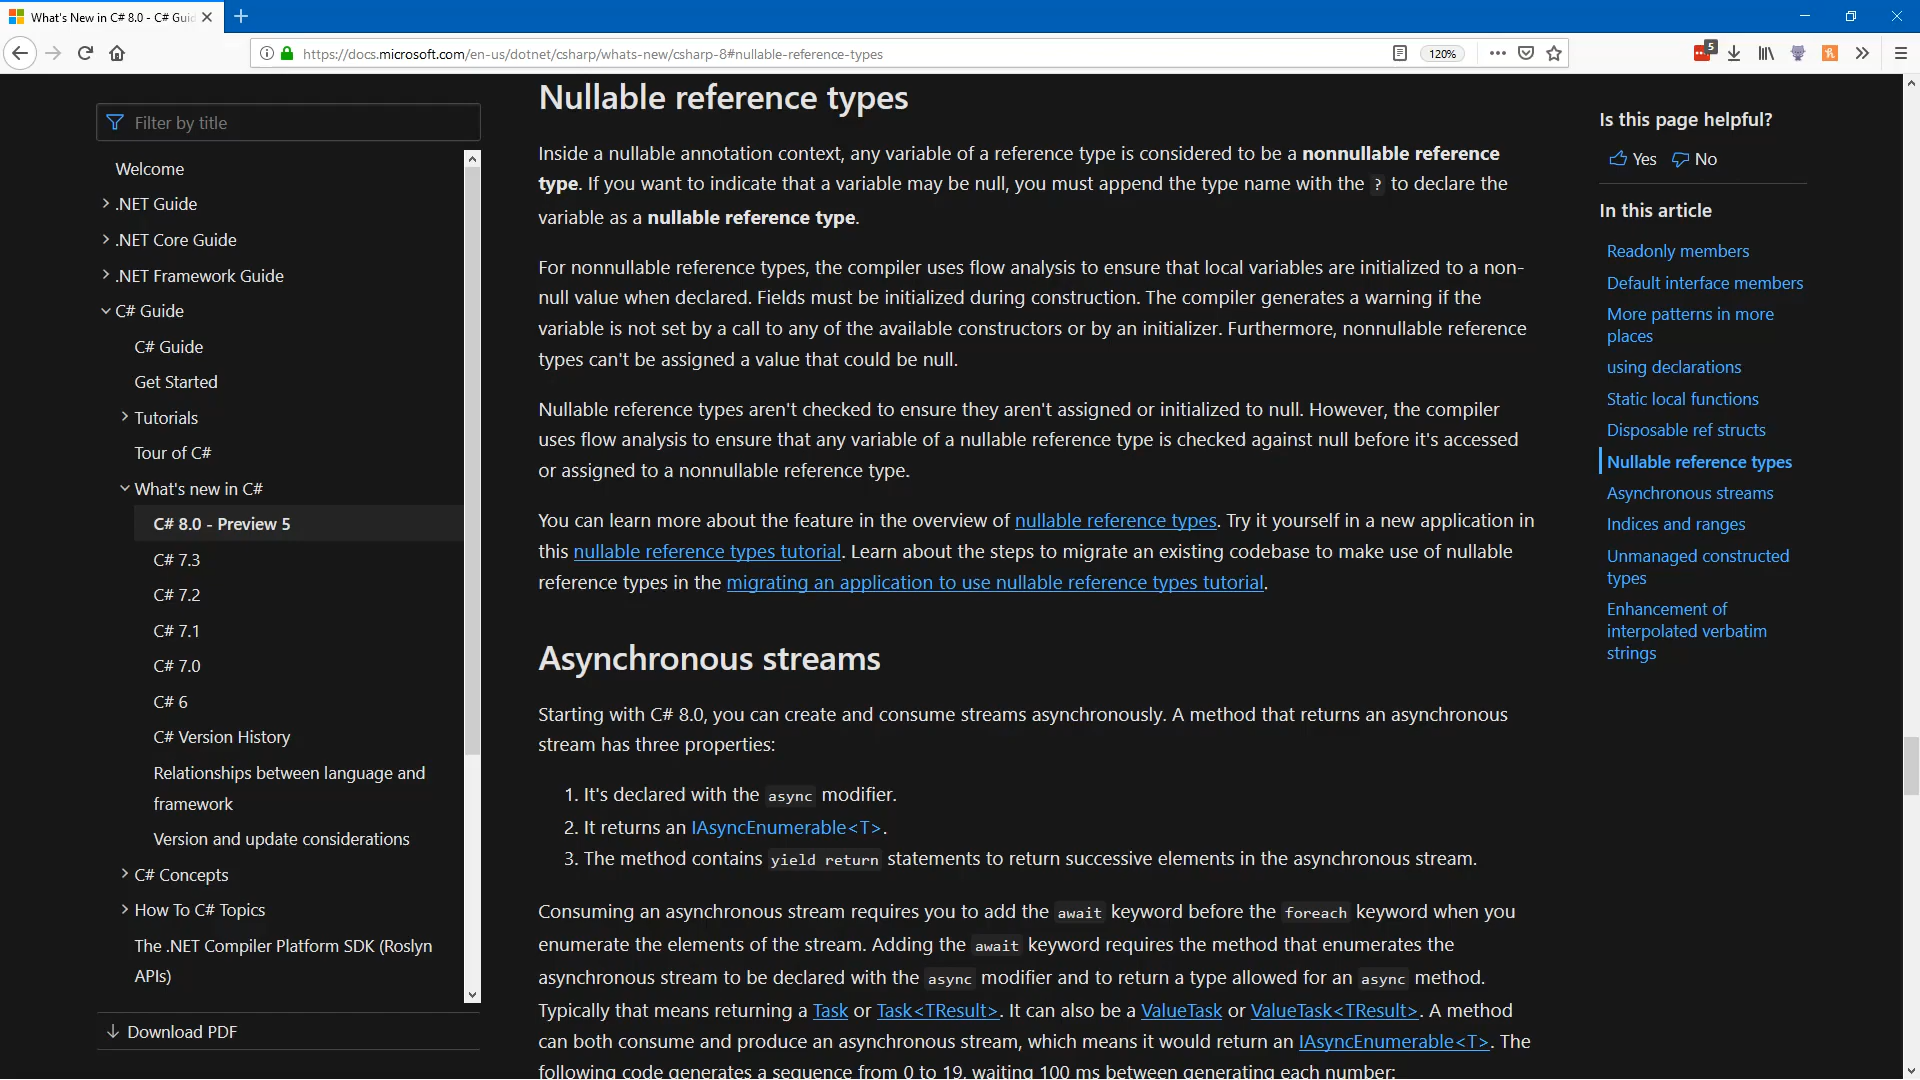 What's New in C# 8.0 - C# Guid
https://docs.microsoft.com/en-us/dotnet/csharp/whats-new/csharp-8#nullable-reference-types
120%
5
Filter by title
Welcome
.NET Guide
.NET Core Guide
.NET Framework Guide
C# Guide
C# Guide
Get Started
Tutorials
Tour of C#
What's new in C#
C# 8.0 - Preview 5
C# 7.3
C# 7.2
C# 7.1
C# 7.0
C# 6
C# Version History
Relationships between language and
framework
Version and update considerations
C# Concepts
How To C# Topics
The .NET Compiler Platform SDK (Roslyn
APIs)
Download PDF
Nullable reference types
Inside a nullable annotation context, any variable of a reference type is considered to be a nonnullable reference
type. If you want to indicate that a variable may be null, you must append the type name with the ? to declare the
variable as a nullable reference type.
For nonnullable reference types, the compiler uses flow analysis to ensure that local variables are initialized to a non-
null value when declared. Fields must be initialized during construction. The compiler generates a warning if the
variable is not set by a call to any of the available constructors or by an initializer. Furthermore, nonnullable reference
types can't be assigned a value that could be null.
Nullable reference types aren't checked to ensure they aren't assigned or initialized to null. However, the compiler
uses flow analysis to ensure that any variable of a nullable reference type is checked against null before it's accessed
or assigned to a nonnullable reference type.
You can learn more about the feature in the overview of nullable reference types. Try it yourself in a new application in
this nullable reference types tutorial. Learn about the steps to migrate an existing codebase to make use of nullable
reference types in the migrating an application to use nullable reference types tutorial.
Asynchronous streams
Starting with C# 8.0, you can create and consume streams asynchronously. A method that returns an asynchronous
stream has three properties:
1. It's declared with the async modifier.
2. It returns an IAsyncEnumerable<T>.
3. The method contains yield return statements to return successive elements in the asynchronous stream.
Consuming an asynchronous stream requires you to add the await keyword before the foreach keyword when you
enumerate the elements of the stream. Adding the await keyword requires the method that enumerates the
asynchronous stream to be declared with the async modifier and to return a type allowed for an async method.
Typically that means returning a Task or Task<TResult>. It can also be a ValueTask or ValueTask<TResult>. A method
can both consume and produce an asynchronous stream, which means it would return an IAsyncEnumerable<T>. The
following code generates a sequence from 0 to 19, waiting 100 ms between generating each number:
Is this page helpful?
Yes No
In this article
Readonly members
Default interface members
More patterns in more
places
using declarations
Static local functions
Disposable ref structs
Nullable reference types
Asynchronous streams
Indices and ranges
Unmanaged constructed
types
Enhancement of
interpolated verbatim
strings